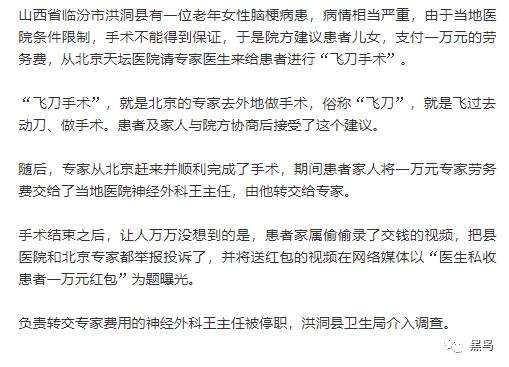 山西省临汾市洪洞县有一位老年女性脑梗病患，病情相当严重，由于当地医
院条件限制，手术不能得到保证，于是院方建议患者儿女，支付一万元的劳
务费，从北京天坛医院请专家医生来给患者进行“飞刀手术”。
“飞刀手术”，就是北京的专家去外地做手术，俗称“飞刀”，就是飞过去
动刀、做手术。患者及家人与院方协商后接受了这个建议。
随后，专家从北京赶来并顺利完成了手术，期间患者家人将一万元专家劳务
费交给了当地医院神经外科王主任，由他转交给专家。
手术结束之后，让人万万没想到的是，患者家属偷偷录了交钱的视频，把县
医院和北京专家都举报投诉了，并将送红包的视频在网络媒体以“医生私收
患者一万元红包”为题曝光。
负责转交专家费用的神经外科王主任被停职，洪洞县卫生局介入调查。
黑鸟